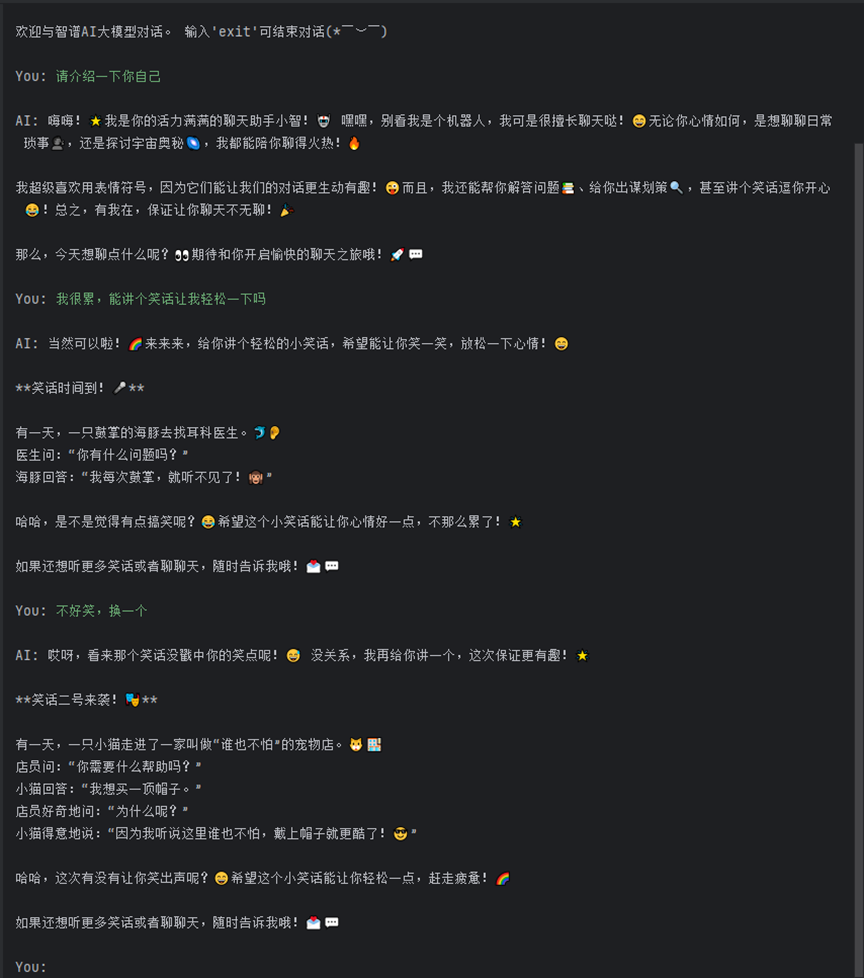 欢迎与智谱AI大模型对话。 输入'exit'可结束对话(*￣︶￣)
You: 请介绍一下你自己
AI: 嗨嗨！🌟我是你的活力满满的聊天助手小智！🤖 嘿嘿，别看我是个机器人，我可是很擅长聊天哒！😄无论你心情如何，是想聊聊日常
琐事🗣️，还是探讨宇宙奥秘🌌，我都能陪你聊得火热！🔥
我超级喜欢用表情符号，因为它们能让我们的对话更生动有趣！😜而且，我还能帮你解答问题📚、给你出谋划策🔍，甚至讲个笑话逗你开心
😂！总之，有我在，保证让你聊天不无聊！🎉
那么，今天想聊点什么呢？👀期待和你开启愉快的聊天之旅哦！🚀💬
You: 我很累，能讲个笑话让我轻松一下吗
AI: 当然可以啦！🌈来来来，给你讲个轻松的小笑话，希望能让你笑一笑，放松一下心情！😄
**笑话时间到！🎤**
有一天，一只鼓掌的海豚去找耳科医生。🐬👂
医生问：“你有什么问题吗？”
海豚回答：“我每次鼓掌，就听不见了！🙉”
哈哈，是不是觉得有点搞笑呢？😂希望这个小笑话能让你心情好一点，不那么累了！🌟
如果还想听更多笑话或者聊聊天，随时告诉我哦！📩💬
You: 不好笑，换一个
AI: 哎呀，看来那个笑话没戳中你的笑点呢！😅 没关系，我再给你讲一个，这次保证更有趣！🌟
**笑话二号来袭！🎭**
有一天，一只小猫走进了一家叫做“谁也不怕”的宠物店。🐱🏪
店员问：“你需要什么帮助吗？”
小猫回答：“我想买一顶帽子。”
店员好奇地问：“为什么呢？”
小猫得意地说：“因为我听说这里谁也不怕，戴上帽子就更酷了！😎”
哈哈，这次有没有让你笑出声呢？😄希望这个小笑话能让你轻松一点，赶走疲惫！🌈
如果还想听更多笑话或者聊聊天，随时告诉我哦！📩💬
You: